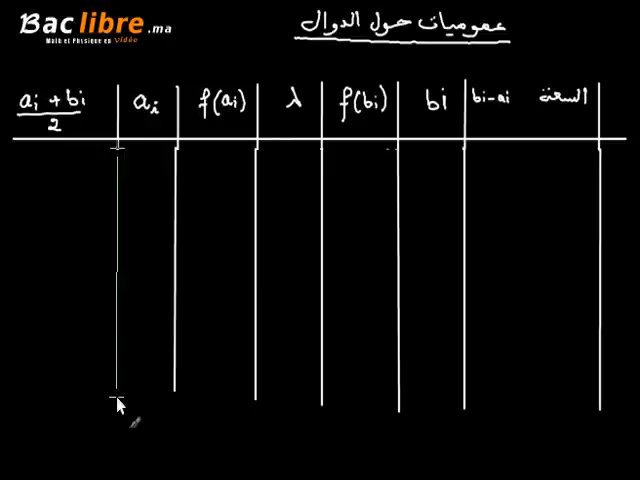 Bac libre.ma
Math et Physique en Vidéo
عموميات حول الدوال
ai + bi / 2 ai f(ai) λ f(bi) bi bi-ai السعة